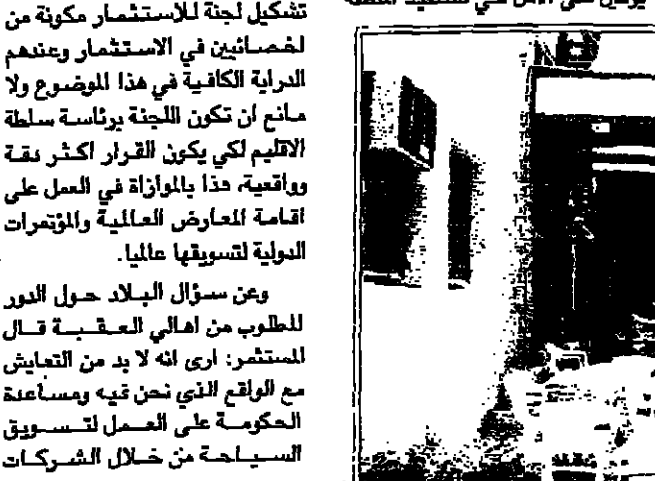 تشكيل لجنة للاستثمار مكونة من
اخصائيين في الاستثمار وعندهم
الدراية الكافية في هذا الموضوع ولا
مانع ان تكون اللجنة برئاسة سلطة
الاقليم لكي يكون القرار اكثر دقة
وواقعية، هذا بالموازاة في العمل على
اقامة المعارض العالمية والمؤتمرات
الدولية لتسويقها عالميا.
وعن سؤال البلاد حول الدور
المطلوب من اهالي العقبة قال
المستثمر: ارى انه لا بد من التعايش
مع الواقع الذي نحن فيه ومساعدة
الحكومة على العمل لتسويق
السياحة من خلال الشركات